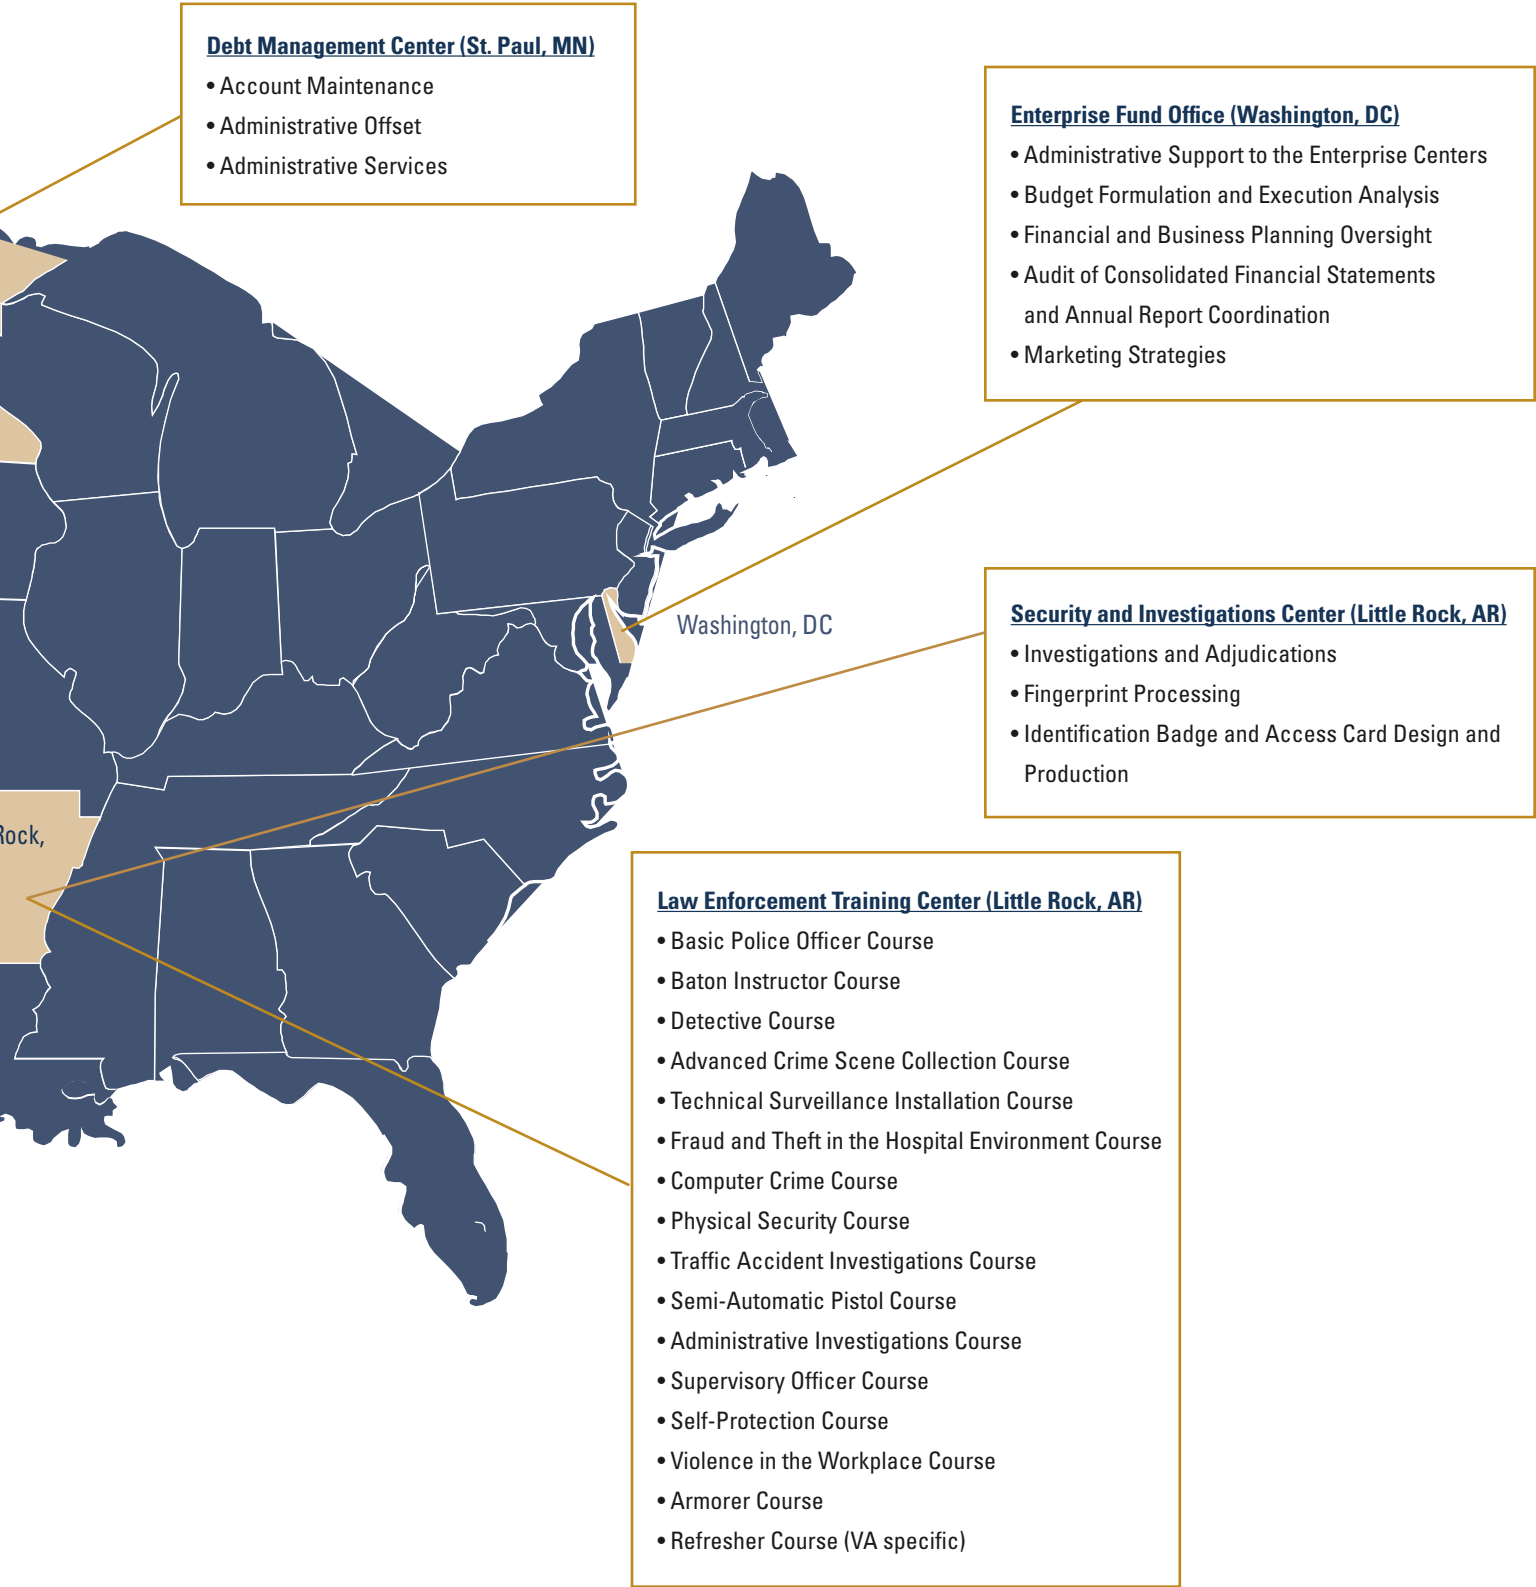 Debt Management Center (St. Paul, MN)
• Account Maintenance
• Administrative Offset
• Administrative Services
Enterprise Fund Office (Washington, DC)
• Administrative Support to the Enterprise Centers
• Budget Formulation and Execution Analysis
• Financial and Business Planning Oversight
• Audit of Consolidated Financial Statements
and Annual Report Coordination
• Marketing Strategies
Washington, DC
Security and Investigations Center (Little Rock, AR)
• Investigations and Adjudications
• Fingerprint Processing
• Identification Badge and Access Card Design and
Production
Rock,
Law Enforcement Training Center (Little Rock, AR)
• Basic Police Officer Course
• Baton Instructor Course
• Detective Course
• Advanced Crime Scene Collection Course
• Technical Surveillance Installation Course
• Fraud and Theft in the Hospital Environment Course
• Computer Crime Course
• Physical Security Course
• Traffic Accident Investigations Course
• Semi-Automatic Pistol Course
• Administrative Investigations Course
• Supervisory Officer Course
• Self-Protection Course
• Violence in the Workplace Course
• Armorer Course
• Refresher Course (VA specific)